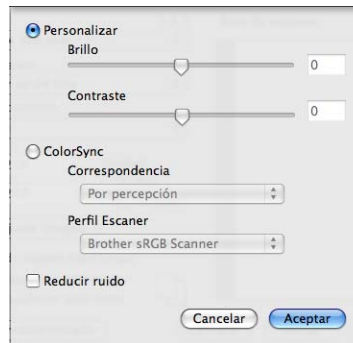 Personalizar
Brillo
0
Contraste
0
ColorSync
Correspondencia
Por percepción
Perfil Escaner
Brother sRGB Scanner
Reducir ruido
Cancelar Aceptar